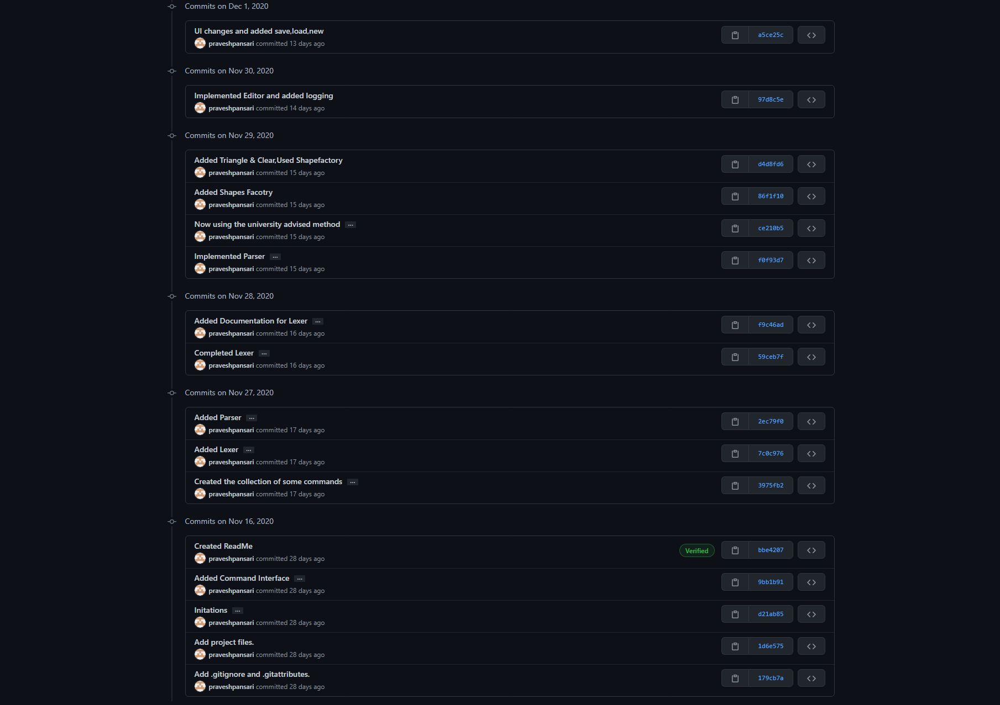 Commits on Dec 1, 2020
UI changes and added save,load,new
a5ce25c
praveshpansari committed 13 days ago
Commits on Nov 30, 2020
Implemented Editor and added logging
97d8c5e
praveshpansari committed 14 days ago
Commits on Nov 29, 2020
Added Triangle & Clear,Used Shapefactory
d4d8fd6
praveshpansari committed 15 days ago
Added Shapes Facotry
86f1f10
praveshpansari committed 15 days ago
Now using the university advised method ...
ce210b5
praveshpansari committed 15 days ago
Implemented Parser ...
f0f93d7
praveshpansari committed 15 days ago
Commits on Nov 28, 2020
Added Documentation for Lexer ...
f9c46ad
praveshpansari committed 16 days ago
Completed Lexer ...
59ceb7f
praveshpansari committed 16 days ago
Commits on Nov 27, 2020
Added Parser ...
2ec79f0
praveshpansari committed 17 days ago
Added Lexer ...
7c0c976
praveshpansari committed 17 days ago
Created the collection of some commands ...
3975fb2
praveshpansari committed 17 days ago
Commits on Nov 16, 2020
Created ReadMe
Verified
bbe4207
praveshpansari committed 28 days ago
Added Command Interface ...
9bb1b91
praveshpansari committed 28 days ago
Initations ...
d21ab85
praveshpansari committed 28 days ago
Add project files.
1d6e575
praveshpansari committed 28 days ago
Add .gitignore and .gitattributes.
179cb7a
praveshpansari committed 28 days ago